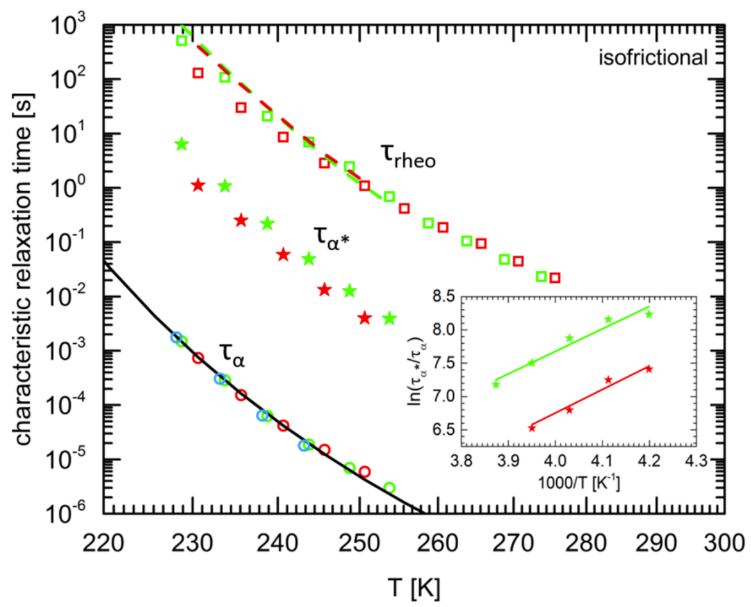 10³
10²
10¹
10⁰
10⁻¹
10⁻²
10⁻³
10⁻⁴
10⁻⁵
10⁻⁶
characteristic relaxation time [s]
isofrictional
τrheo
τα*
τα
8.5
8.0
7.5
7.0
6.5
ln(τα*/τα)
3.8 3.9 4.0 4.1 4.2 4.3
1000/T [K⁻¹]
220 230 240 250 260 270 280 290 300
T [K]